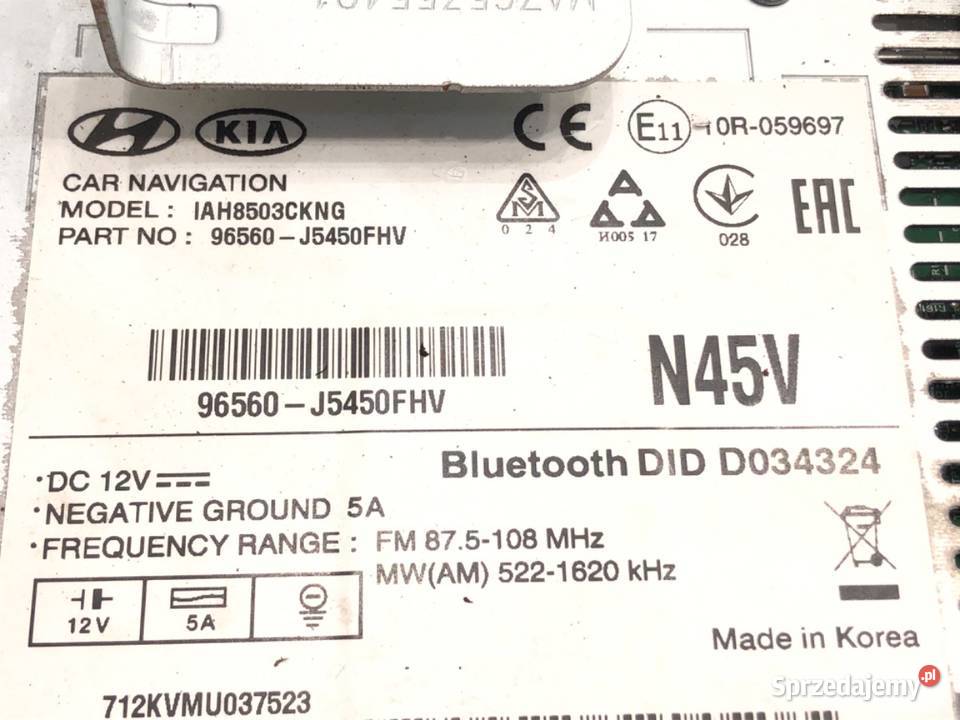 KIA
CE E11 10R-059697
CAR NAVIGATION
MODEL : IAH8503CKNG
PART NO : 96560-J5450FHV
SM
024
И005 17
028
EAC
96560-J5450FHV
N45V
Bluetooth DID D034324
·DC 12V
·NEGATIVE GROUND 5A
·FREQUENCY RANGE : FM 87.5-108 MHz
MW(AM) 522-1620 kHz
12V
5A
Made in Korea
712KVMU037523
Sprzedajemy.pl